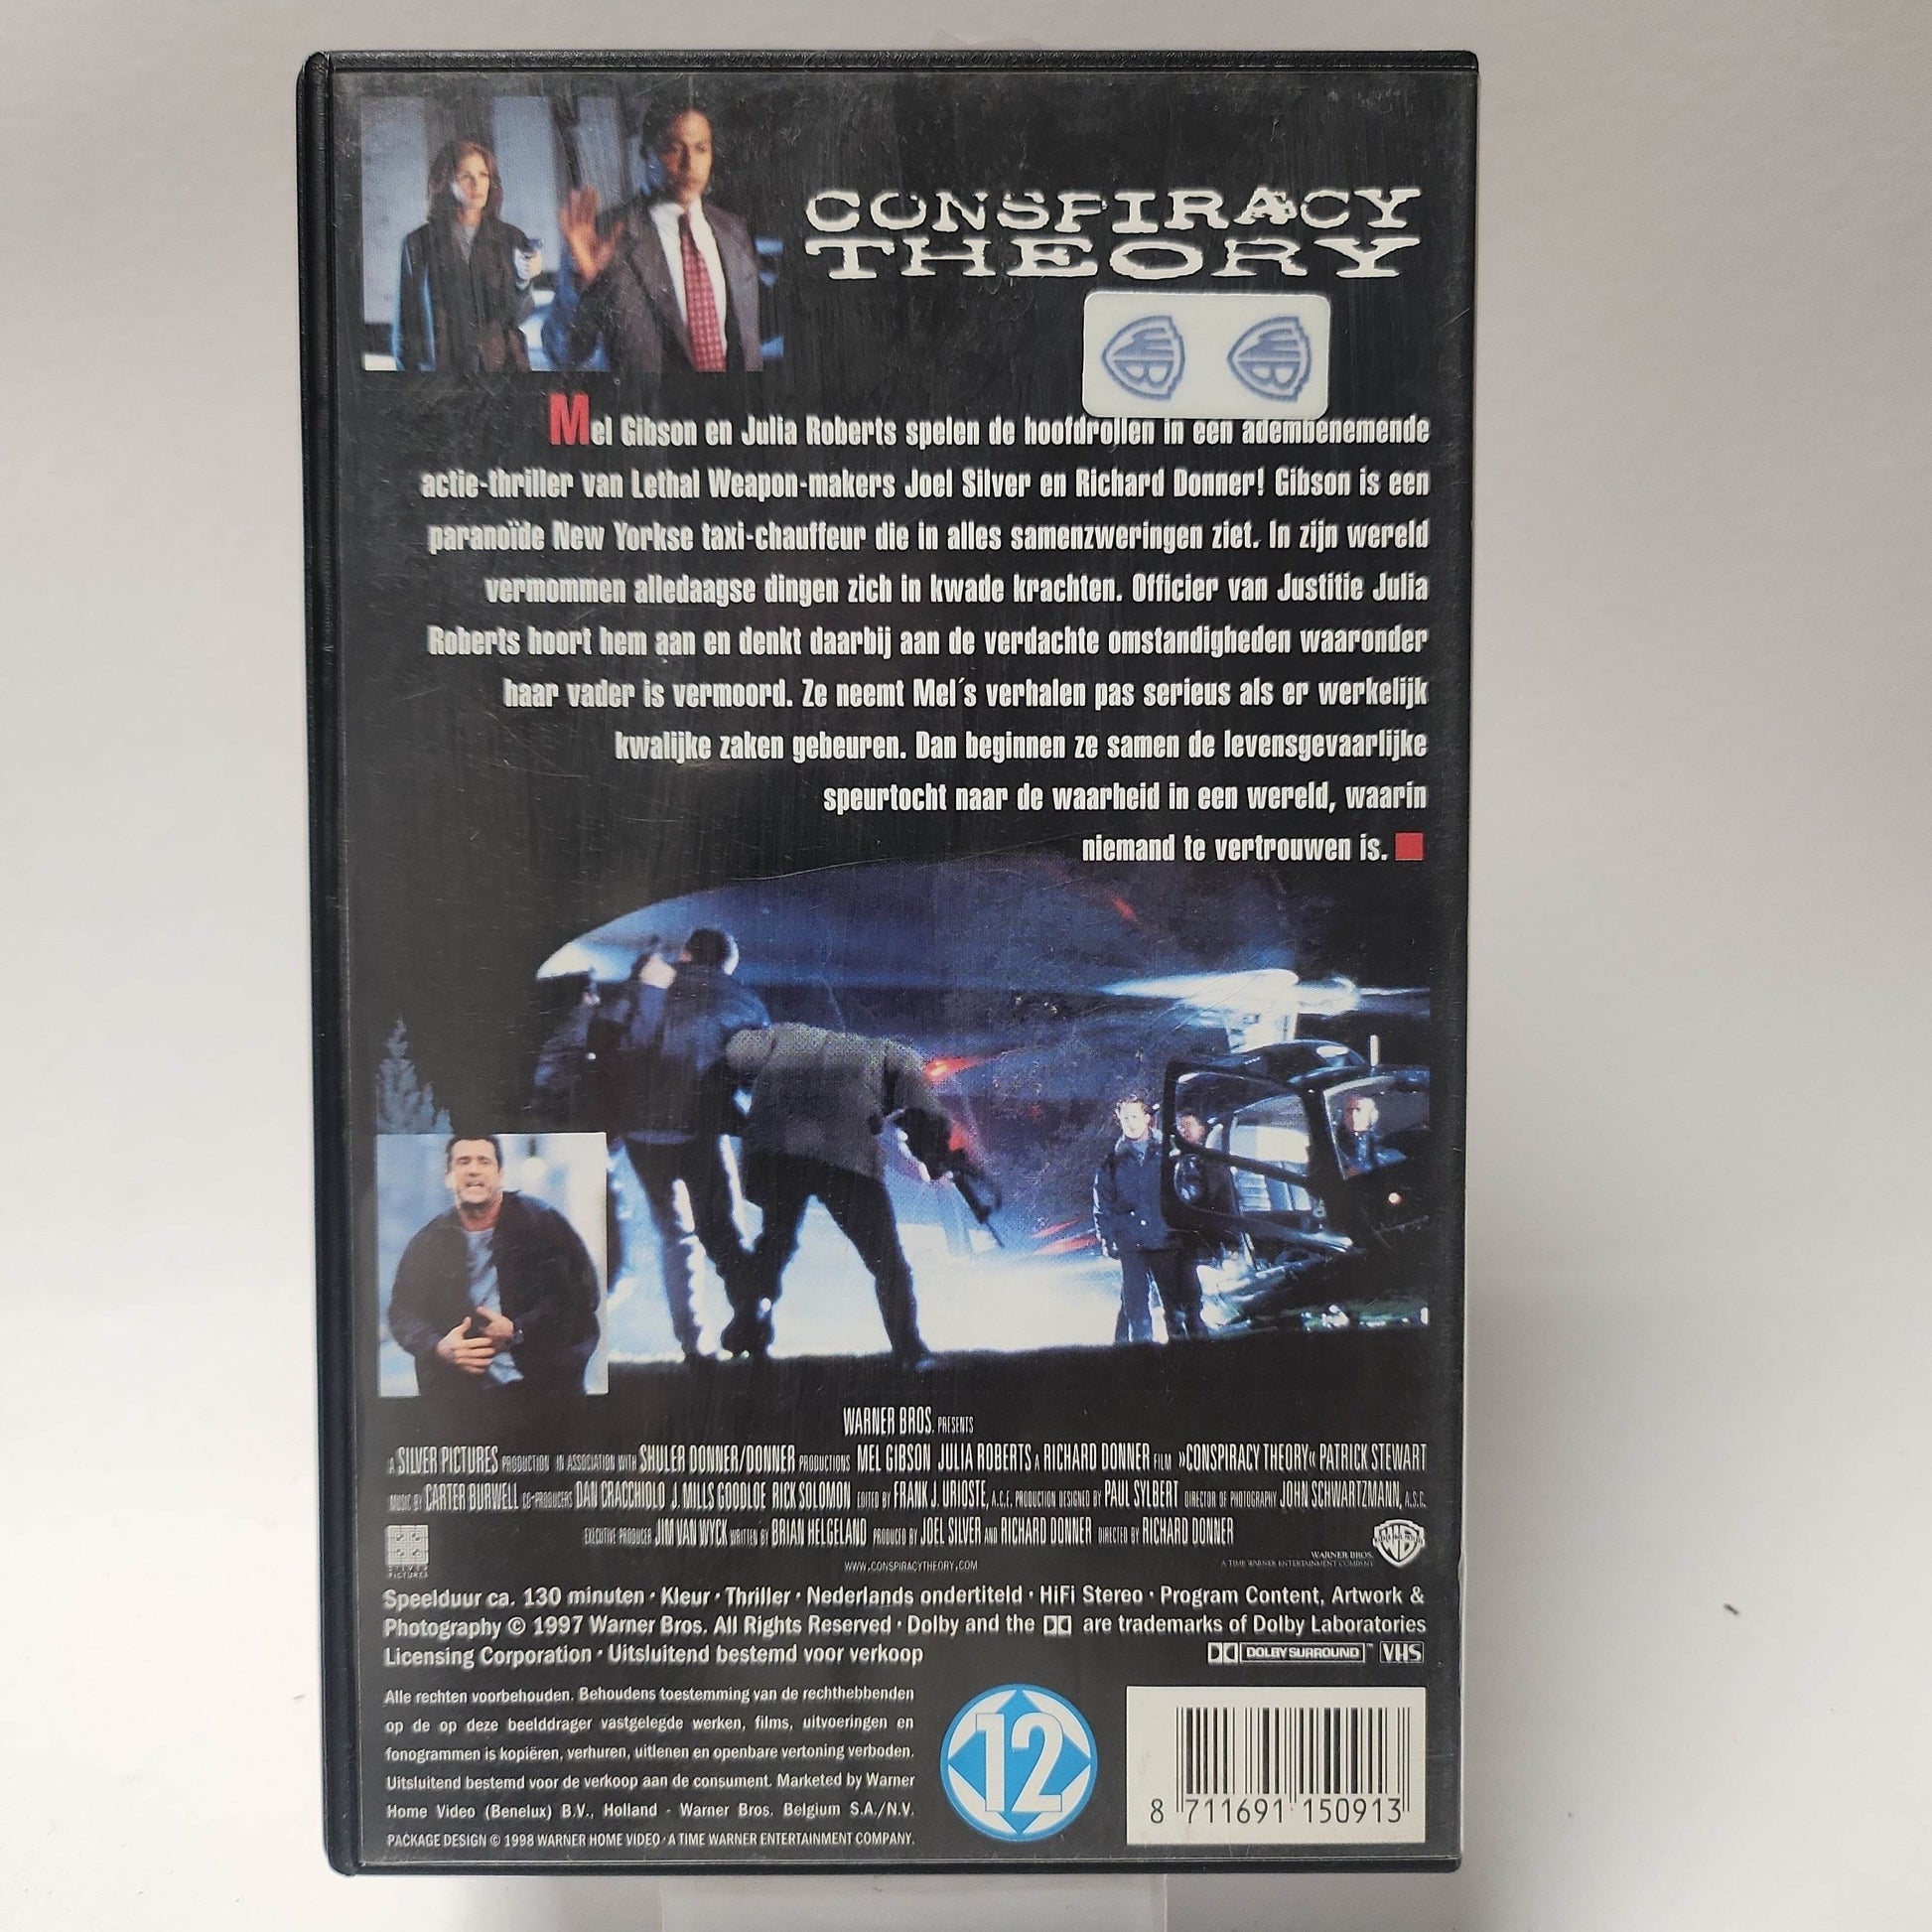 CONSPIRACY
THEORY
WB WB
Mel Gibson en Julia Roberts spelen de hoofdrollen in een adembenemende
actie-thriller van Lethal Weapon-makers Joel Silver en Richard Donner! Gibson is een
paranoïde New Yorkse taxi-chauffeur die in alles samenzweringen ziet. In zijn wereld
vermommen alledaagse dingen zich in kwade krachten. Officier van Justitie Julia
Roberts hoort hem aan en denkt daarbij aan de verdachte omstandigheden waaronder
haar vader is vermoord. Ze neemt Mel´s verhalen pas serieus als er werkelijk
kwalijke zaken gebeuren. Dan beginnen ze samen de levensgevaarlijke
speurtocht naar de waarheid in een wereld, waarin
niemand te vertrouwen is.
WARNER BROS. PRESENTS
A SILVER PICTURES PRODUCTION IN ASSOCIATION WITH SHULER DONNER/DONNER PRODUCTIONS MEL GIBSON JULIA ROBERTS A RICHARD DONNER FILM »CONSPIRACY THEORY« PATRICK STEWART
MUSIC BY CARTER BURWELL CO-PRODUCERS DAN CRACCHIOLO J. MILLS GOODLOE RICK SOLOMON EDITED BY FRANK J. URIOSTE, A.C.E. PRODUCTION DESIGNED BY PAUL SYLBERT DIRECTOR OF PHOTOGRAPHY JOHN SCHWARTZMANN, A.S.C.
EXECUTIVE PRODUCER JIM VAN WYCK WRITTEN BY BRIAN HELGELAND PRODUCED BY JOEL SILVER AND RICHARD DONNER DIRECTED BY RICHARD DONNER
SILVER
PICTURES
WWW.CONSPIRACYTHEORY.COM
WARNER BROS.
A TIME WARNER ENTERTAINMENT COMPANY
WB
Speelduur ca. 130 minuten · Kleur · Thriller · Nederlands ondertiteld · HiFi Stereo · Program Content, Artwork &
Photography © 1997 Warner Bros. All Rights Reserved · Dolby and the are trademarks of Dolby Laboratories
Licensing Corporation · Uitsluitend bestemd voor verkoop
DOLBY SURROUND ™ VHS
Alle rechten voorbehouden. Behoudens toestemming van de rechthebbenden
op de op deze beelddrager vastgelegde werken, films, uitvoeringen en
fonogrammen is kopiëren, verhuren, uitlenen en openbare vertoning verboden.
Uitsluitend bestemd voor de verkoop aan de consument. Marketed by Warner
Home Video (Benelux) B.V., Holland - Warner Bros. Belgium S.A./N.V.
PACKAGE DESIGN © 1998 WARNER HOME VIDEO · A TIME WARNER ENTERTAINMENT COMPANY.
12
8 711691 150913